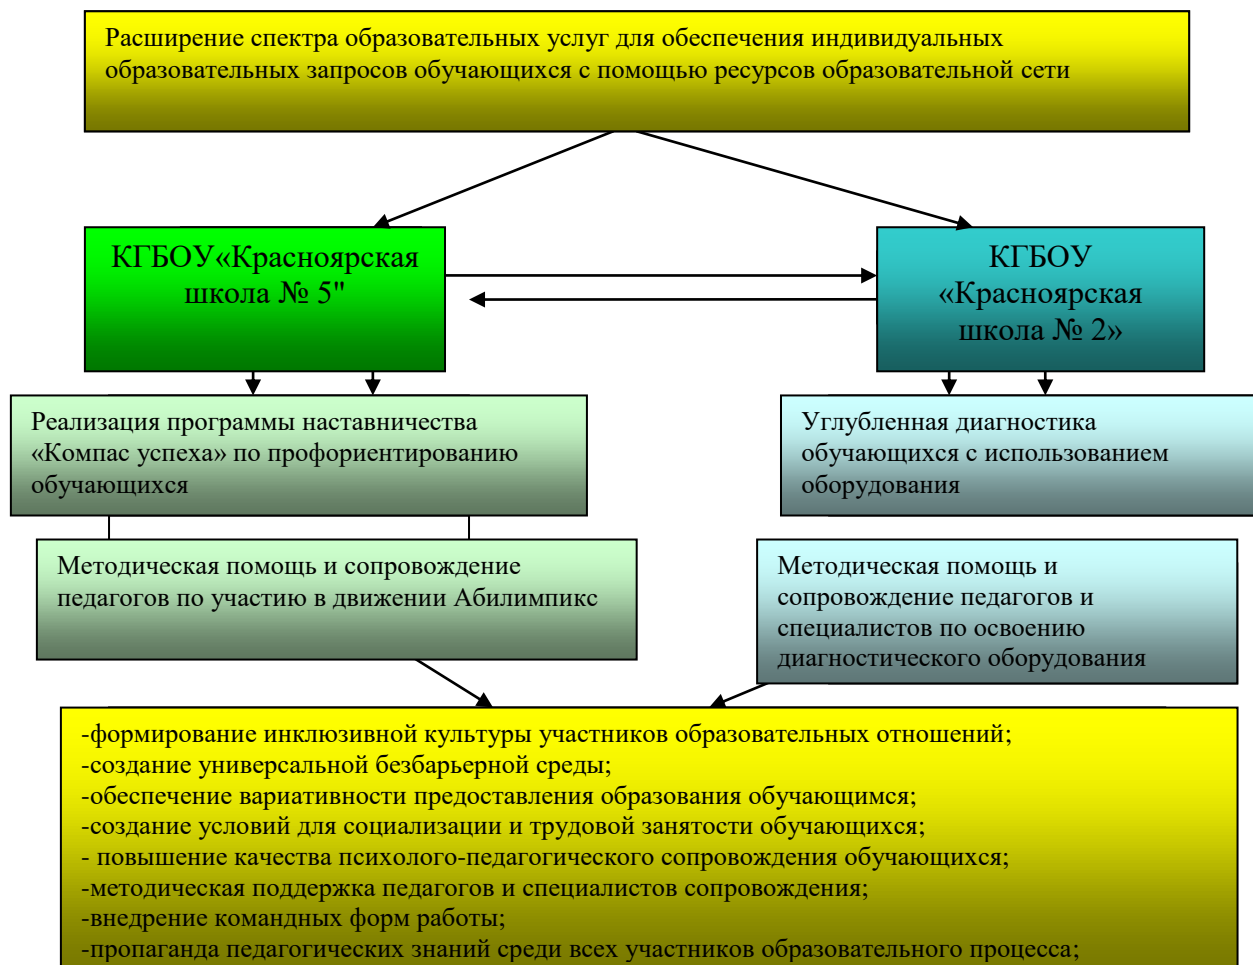 Расширение спектра образовательных услуг для обеспечения индивидуальных
образовательных запросов обучающихся с помощью ресурсов образовательной сети
КГБОУ«Красноярская
школа № 5"
КГБОУ
«Красноярская
школа № 2»
Реализация программы наставничества
«Компас успеха» по профориентированию
обучающихся
Углубленная диагностика
обучающихся с использованием
оборудования
Методическая помощь и сопровождение
педагогов по участию в движении Абилимпикс
Методическая помощь и
сопровождение педагогов и
специалистов по освоению
диагностического оборудования
-формирование инклюзивной культуры участников образовательных отношений;
-создание универсальной безбарьерной среды;
-обеспечение вариативности предоставления образования обучающимся;
-создание условий для социализации и трудовой занятости обучающихся;
- повышение качества психолого-педагогического сопровождения обучающихся;
-методическая поддержка педагогов и специалистов сопровождения;
-внедрение командных форм работы;
-пропаганда педагогических знаний среди всех участников образовательного процесса;